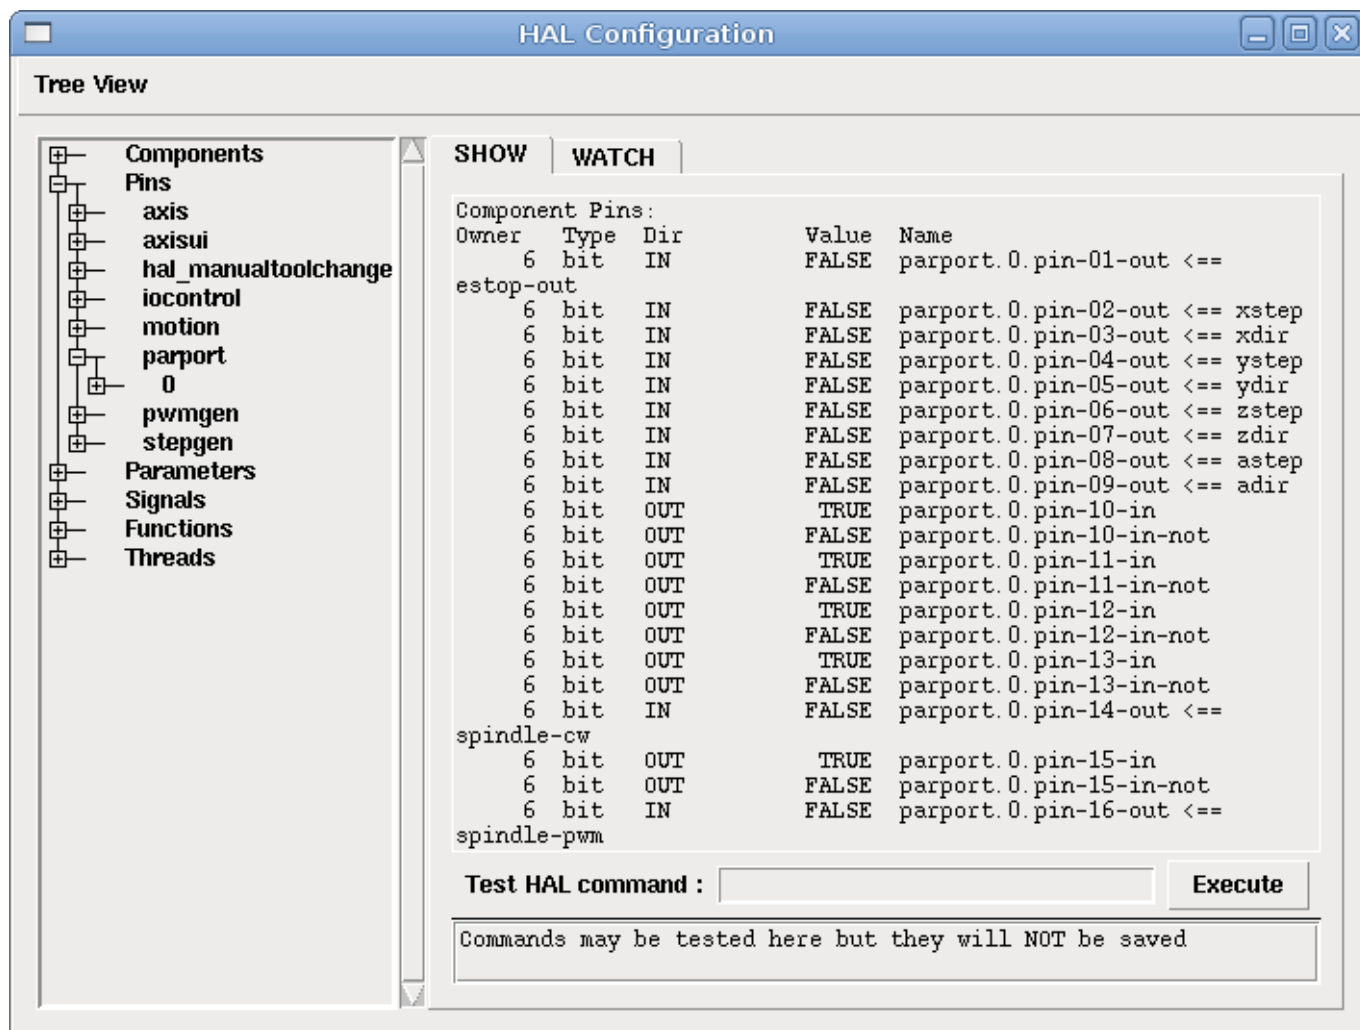 HAL Configuration
Tree View
Components
Pins
axis
axisui
hal_manualtoolchange
iocontrol
motion
parport
0
pwmgen
stepgen
Parameters
Signals
Functions
Threads
SHOW WATCH
Component Pins:
Owner Type Dir Value Name
6 bit IN FALSE parport.0.pin-01-out <==
estop-out
6 bit IN FALSE parport.0.pin-02-out <== xstep
6 bit IN FALSE parport.0.pin-03-out <== xdir
6 bit IN FALSE parport.0.pin-04-out <== ystep
6 bit IN FALSE parport.0.pin-05-out <== ydir
6 bit IN FALSE parport.0.pin-06-out <== zstep
6 bit IN FALSE parport.0.pin-07-out <== zdir
6 bit IN FALSE parport.0.pin-08-out <== astep
6 bit IN FALSE parport.0.pin-09-out <== adir
6 bit OUT TRUE parport.0.pin-10-in
6 bit OUT FALSE parport.0.pin-10-in-not
6 bit OUT TRUE parport.0.pin-11-in
6 bit OUT FALSE parport.0.pin-11-in-not
6 bit OUT TRUE parport.0.pin-12-in
6 bit OUT FALSE parport.0.pin-12-in-not
6 bit OUT TRUE parport.0.pin-13-in
6 bit OUT FALSE parport.0.pin-13-in-not
6 bit IN FALSE parport.0.pin-14-out <==
spindle-cw
6 bit OUT TRUE parport.0.pin-15-in
6 bit OUT FALSE parport.0.pin-15-in-not
6 bit IN FALSE parport.0.pin-16-out <==
spindle-pwm
Test HAL command : Execute
Commands may be tested here but they will NOT be saved